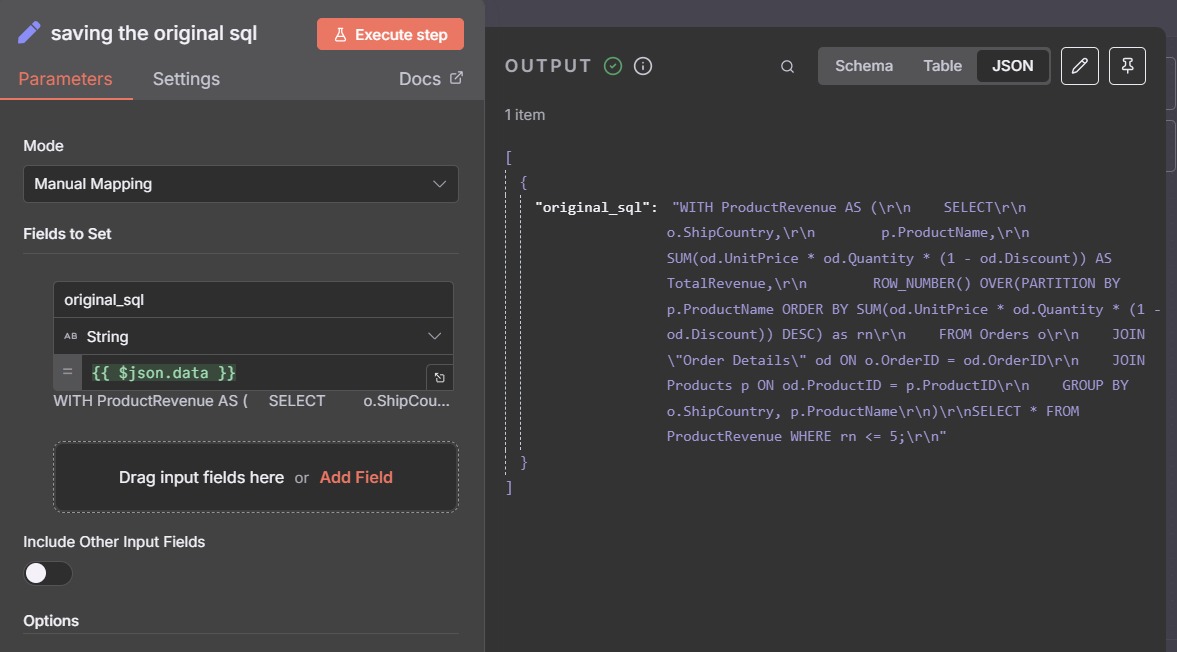 saving the original sql
Execute step
Parameters
Settings
Docs
Mode
Manual Mapping
Fields to Set
original_sql
AB String
= {{ $json.data }}
WITH ProductRevenue AS ( SELECT o.ShipCou...
Drag input fields here or Add Field
Include Other Input Fields
Options
OUTPUT
Schema
Table
JSON
1 item
[
{
"original_sql": "WITH ProductRevenue AS (\r\n    SELECT\r\n
o.ShipCountry,\r\n        p.ProductName,\r\n
SUM(od.UnitPrice * od.Quantity * (1 - od.Discount)) AS
TotalRevenue,\r\n        ROW_NUMBER() OVER(PARTITION BY
p.ProductName ORDER BY SUM(od.UnitPrice * od.Quantity * (1 -
od.Discount)) DESC) as rn\r\n    FROM Orders o\r\n    JOIN
\"Order Details\" od ON o.OrderID = od.OrderID\r\n    JOIN
Products p ON od.ProductID = p.ProductID\r\n    GROUP BY
o.ShipCountry, p.ProductName\r\n)\r\nSELECT * FROM
ProductRevenue WHERE rn <= 5;\r\n"
}
]